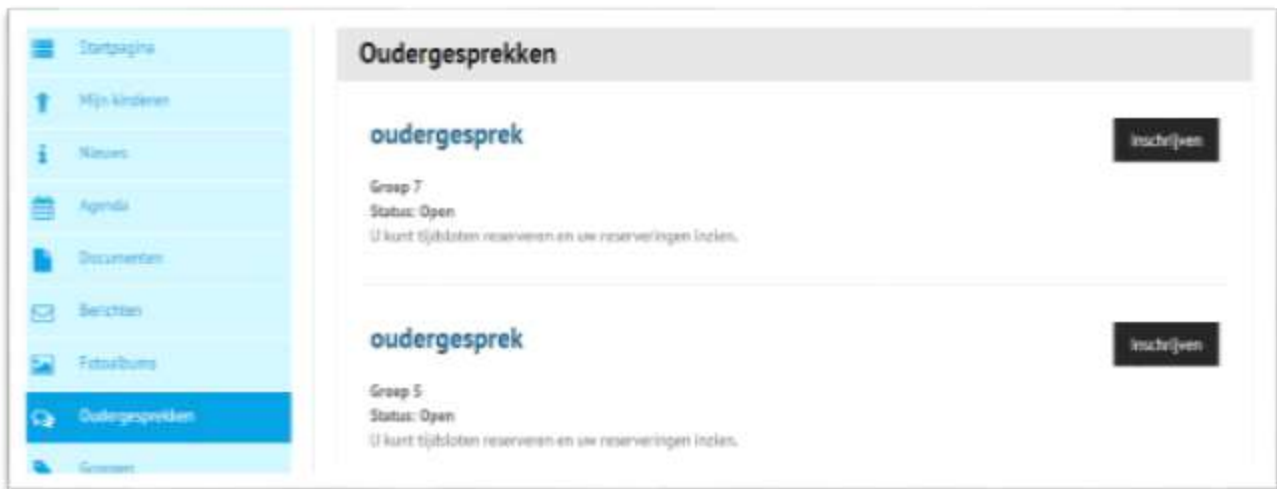 Startpagina
Mijn kinderen
Nieuws
Agenda
Documenten
Berichten
Fotoalbums
Oudergesprekken
Groepen
Oudergesprekken
oudergesprek
Inschrijven
Groep 7
Status: Open
U kunt tijdsloten reserveren en uw reserveringen inzien.
oudergesprek
Inschrijven
Groep 5
Status: Open
U kunt tijdsloten reserveren en uw reserveringen inzien.